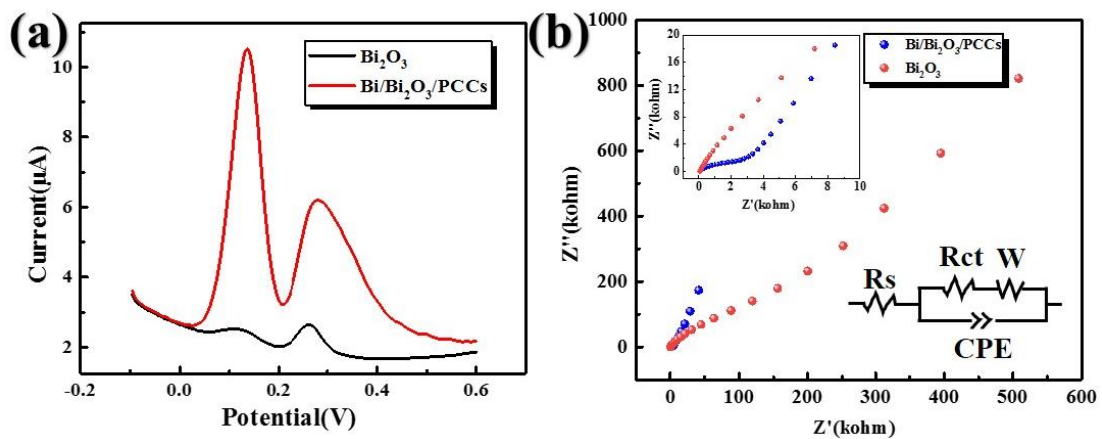 (a)
Bi₂O₃
Bi/Bi₂O₃/PCCs
Current(μA)
10
8
6
4
2
-0.2
0.0
0.2
0.4
0.6
Potential(V)
(b)
Bi/Bi₂O₃/PCCs
Bi₂O₃
Z''(kohm)
1000
800
600
400
200
0
0
100
200
300
400
500
600
Z'(kohm)
Z''(kohm)
20
16
12
8
4
0
0
2
4
6
8
10
Z'(kohm)
Rs
Rct
W
CPE